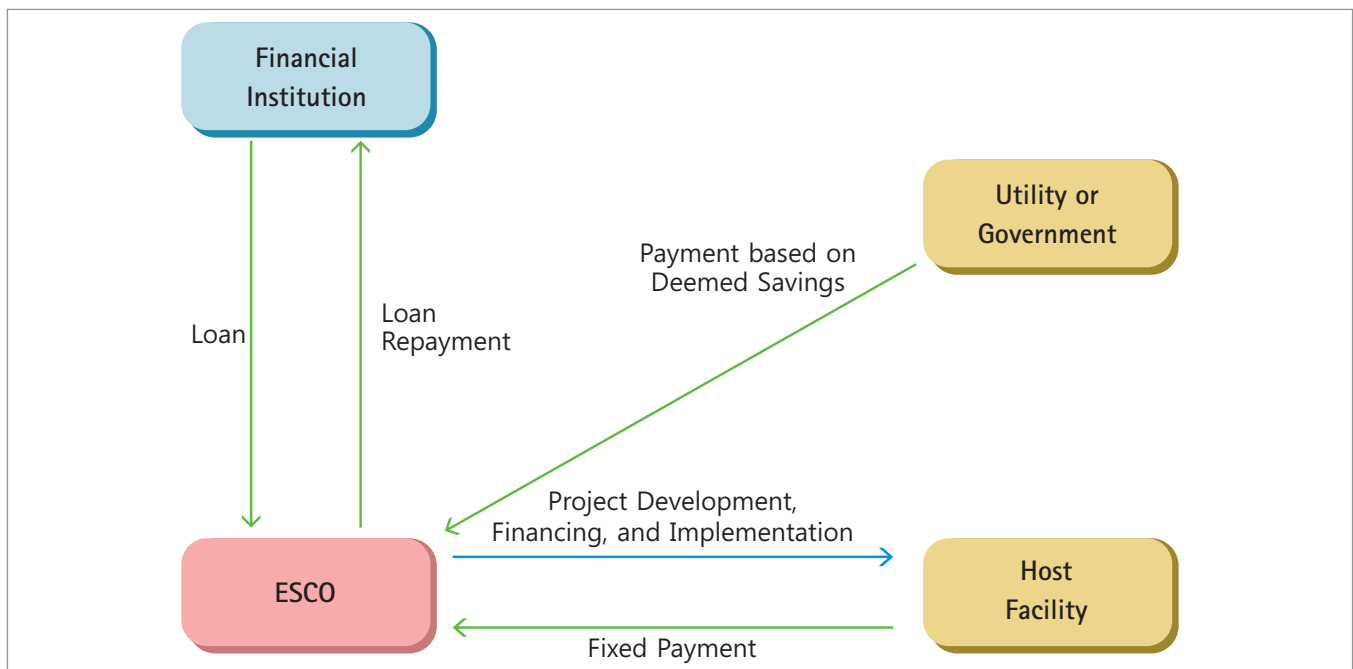 Financial
Institution
Utility or
Government
Payment based on
Deemed Savings
Loan
Loan
Repayment
Project Development,
Financing, and Implementation
ESCO
Host
Facility
Fixed Payment